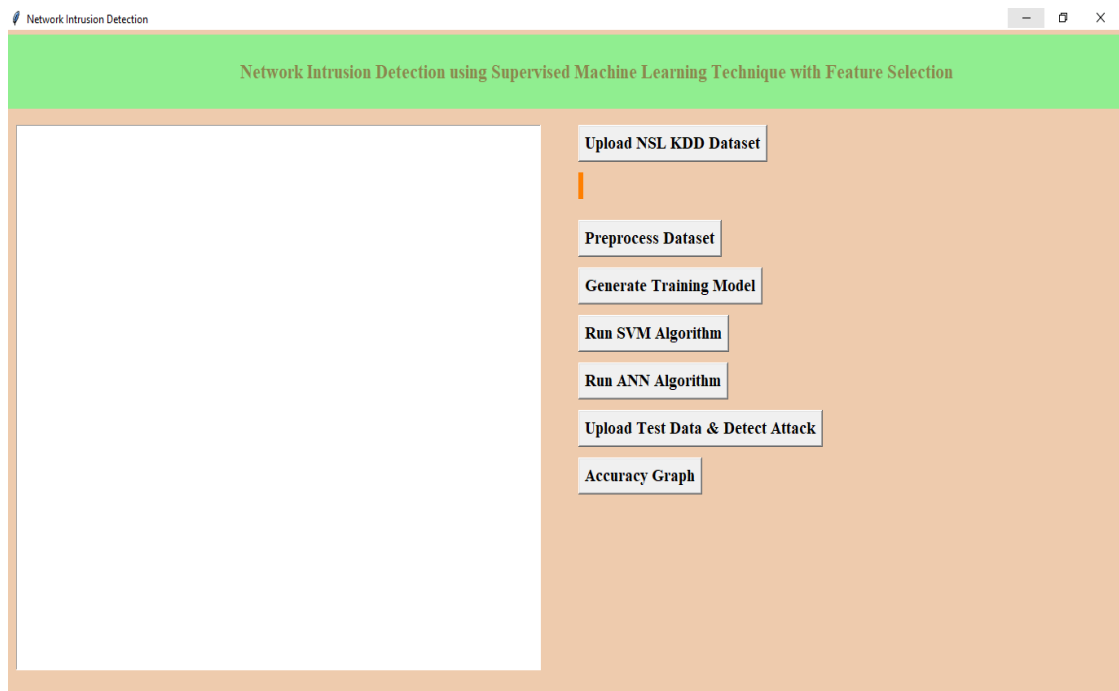 Network Intrusion Detection
Network Intrusion Detection using Supervised Machine Learning Technique with Feature Selection
Upload NSL KDD Dataset
Preprocess Dataset
Generate Training Model
Run SVM Algorithm
Run ANN Algorithm
Upload Test Data & Detect Attack
Accuracy Graph